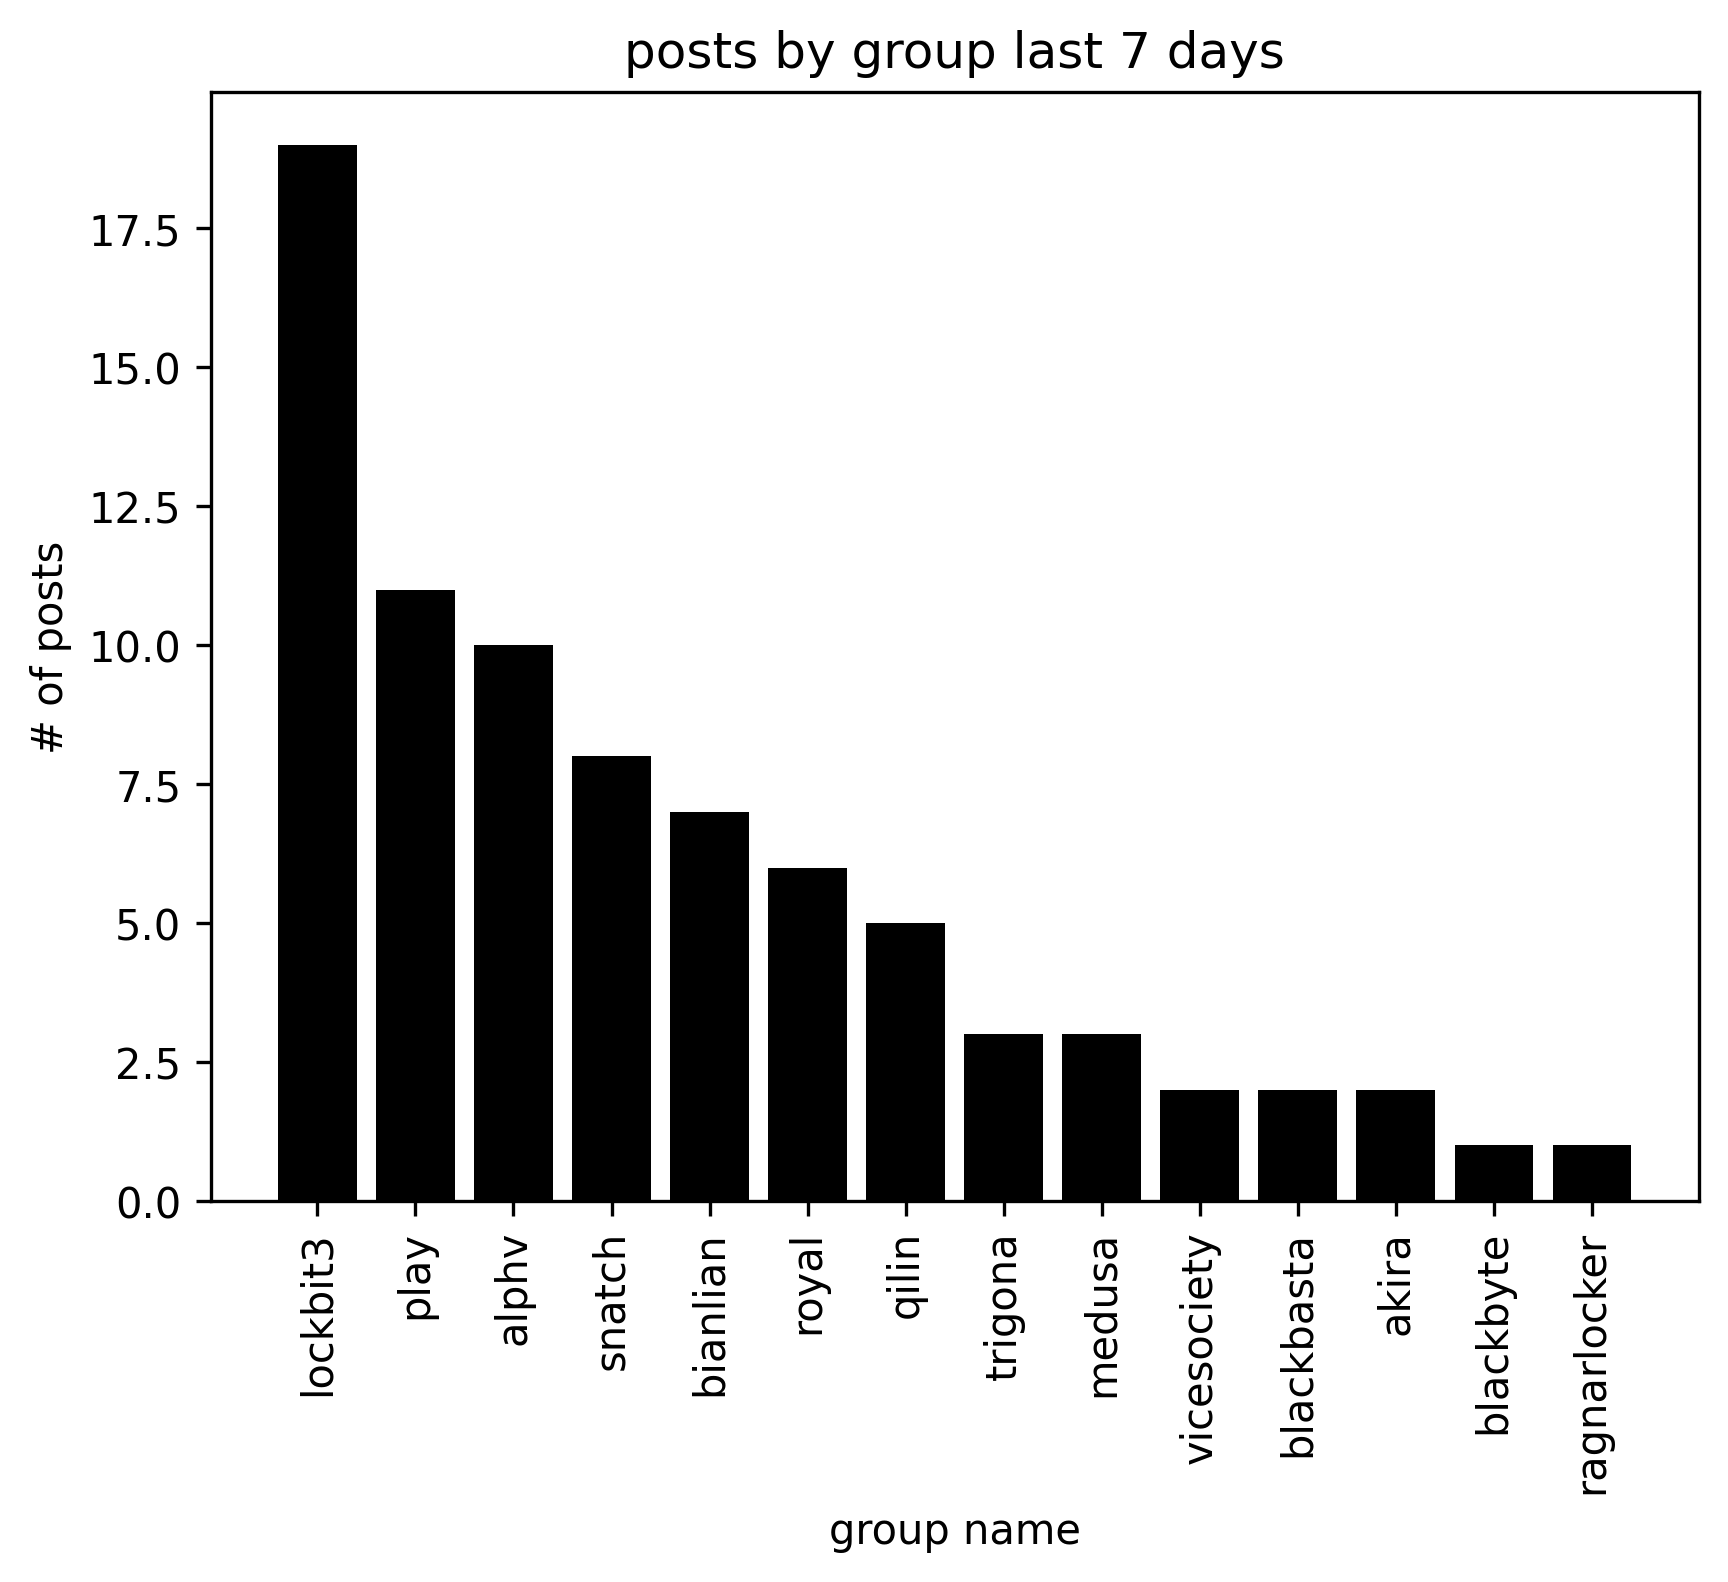 posts by group last 7 days
17.5
15.0
12.5
10.0
7.5
5.0
2.5
0.0
# of posts
lockbit3
play
alphv
snatch
bianlian
royal
qilin
trigona
medusa
vicesociety
blackbasta
akira
blackbyte
ragnarlocker
group name